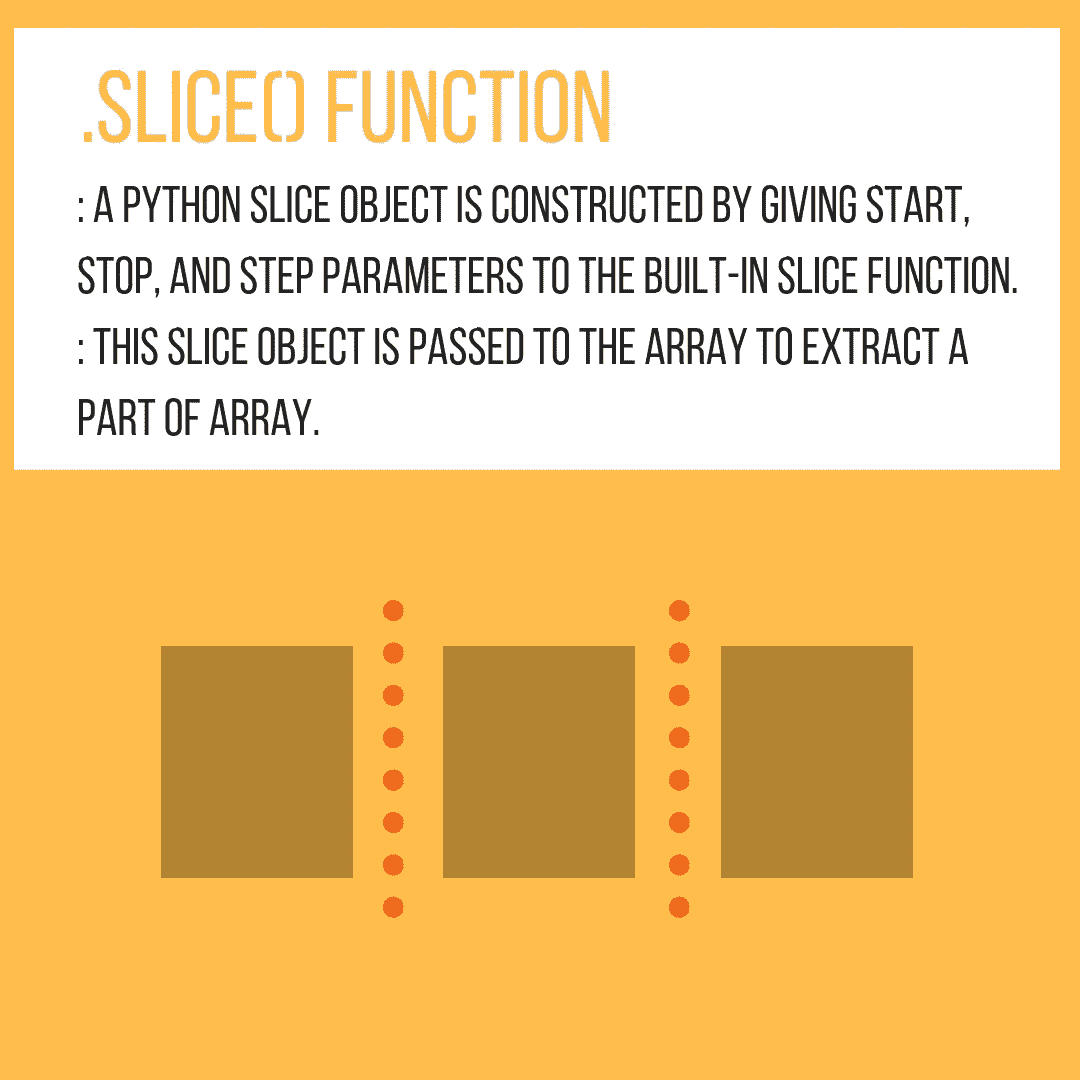 .SLICE() FUNCTION
: A PYTHON SLICE OBJECT IS CONSTRUCTED BY GIVING START,
STOP, AND STEP PARAMETERS TO THE BUILT-IN SLICE FUNCTION.
: THIS SLICE OBJECT IS PASSED TO THE ARRAY TO EXTRACT A
PART OF ARRAY.